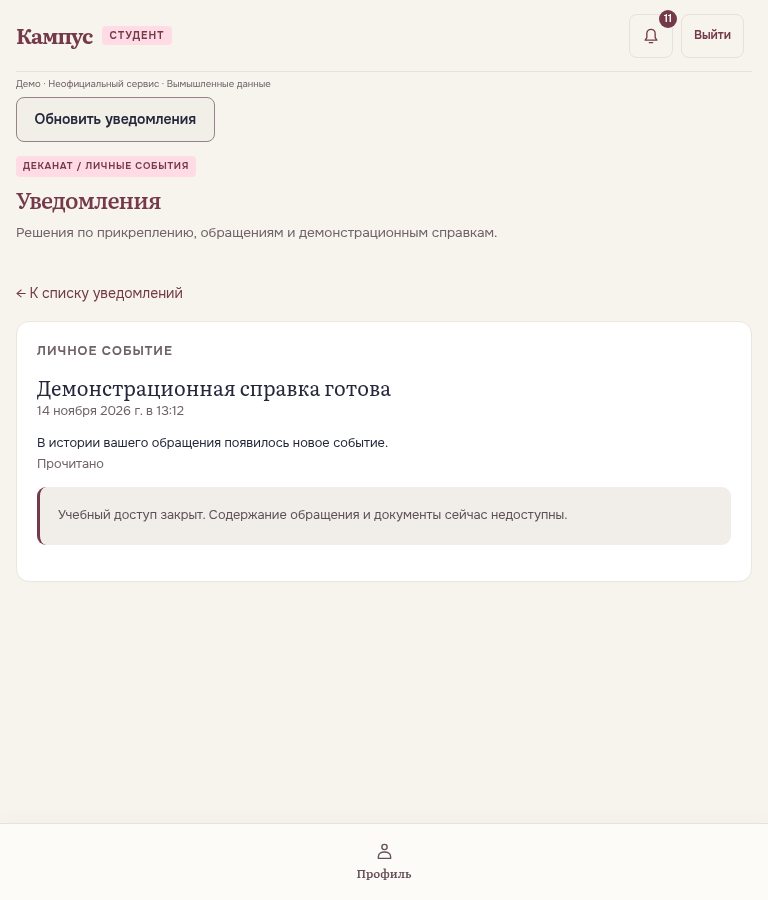 Кампус СТУДЕНТ 11 Выйти
Демо · Неофициальный сервис · Вымышленные данные
Обновить уведомления
ДЕКАНАТ / ЛИЧНЫЕ СОБЫТИЯ
Уведомления
Решения по прикреплению, обращениям и демонстрационным справкам.
← К списку уведомлений
ЛИЧНОЕ СОБЫТИЕ
Демонстрационная справка готова
14 ноября 2026 г. в 13:12
В истории вашего обращения появилось новое событие.
Прочитано
Учебный доступ закрыт. Содержание обращения и документы сейчас недоступны.
Профиль